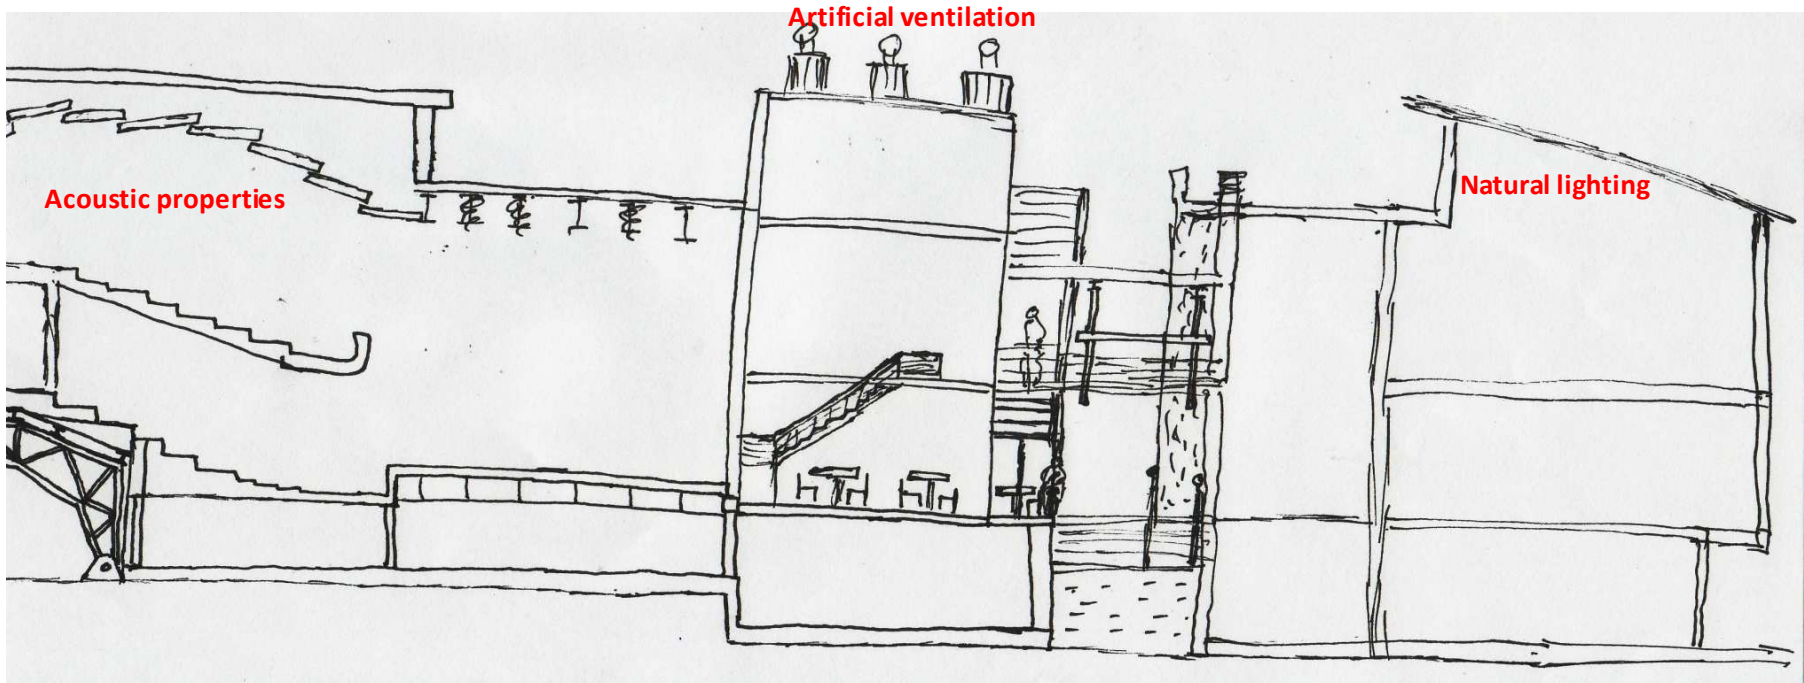 Artificial ventilation
Acoustic properties
Natural lighting